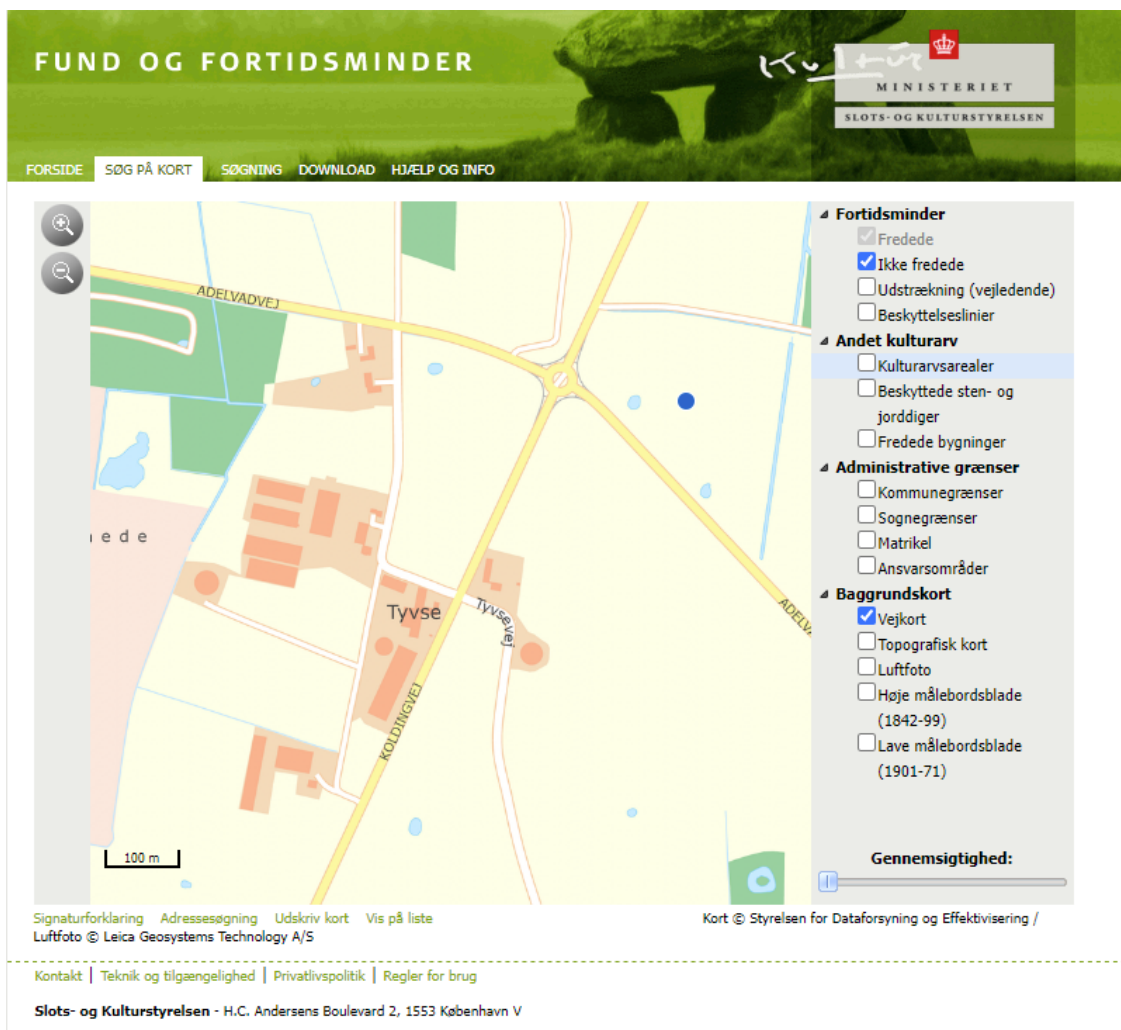 FUND OG FORTIDSMINDER
Kultur
MINISTERIET
SLOTS- OG KULTURSTYRELSEN
FORSIDE SØG PÅ KORT SØGNING DOWNLOAD HJÆLP OG INFO
ADELVADVEJ
ede
Tyvse
Tyvsevej
KOLDINGVEJ
100 m
Fortidsminder
Fredede
Ikke fredede
Udstrækning (vejledende)
Beskyttelseslinier
Andet kulturarv
Kulturarvsarealer
Beskyttede sten- og
jorddiger
Fredede bygninger
Administrative grænser
Kommunegrænser
Sognegrænser
Matrikel
Ansvarsområder
Baggrundskort
Vejkort
Topografisk kort
Luftfoto
Høje målebordsblade
(1842-99)
Lave målebordsblade
(1901-71)
Gennemsigtighed:
Signaturforklaring Adressesøgning Udskriv kort Vis på liste
Kort © Styrelsen for Dataforsyning og Effektivisering /
Luftfoto © Leica Geosystems Technology A/S
Kontakt | Teknik og tilgængelighed | Privatlivspolitik | Regler for brug
Slots- og Kulturstyrelsen - H.C. Andersens Boulevard 2, 1553 København V